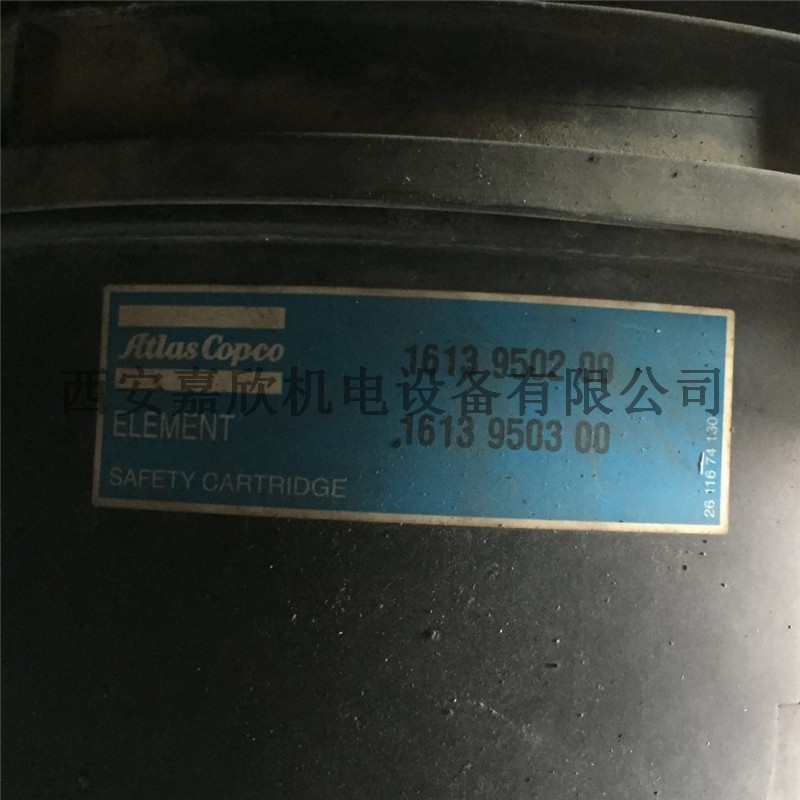 Atlas Copco
1613 9502 00
西安嘉欣机电设备有限公司
ELEMENT
1613 9503 00
SAFETY CARTRIDGE
26 116 74 130